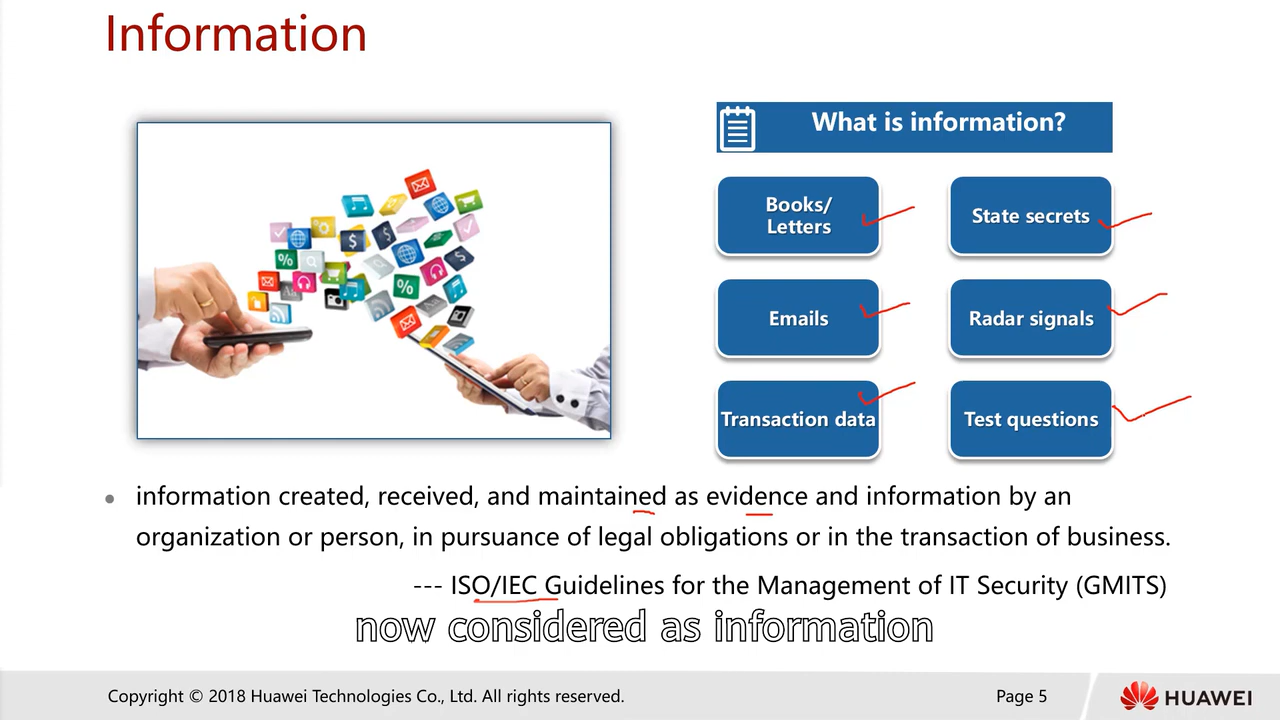 Information
What is information?
Books/
Letters
State secrets
Emails
Radar signals
Transaction data
Test questions
information created, received, and maintained as evidence and information by an
organization or person, in pursuance of legal obligations or in the transaction of business.
--- ISO/IEC Guidelines for the Management of IT Security (GMITS)
now considered as information
Copyright © 2018 Huawei Technologies Co., Ltd. All rights reserved.
Page 5
HUAWEI